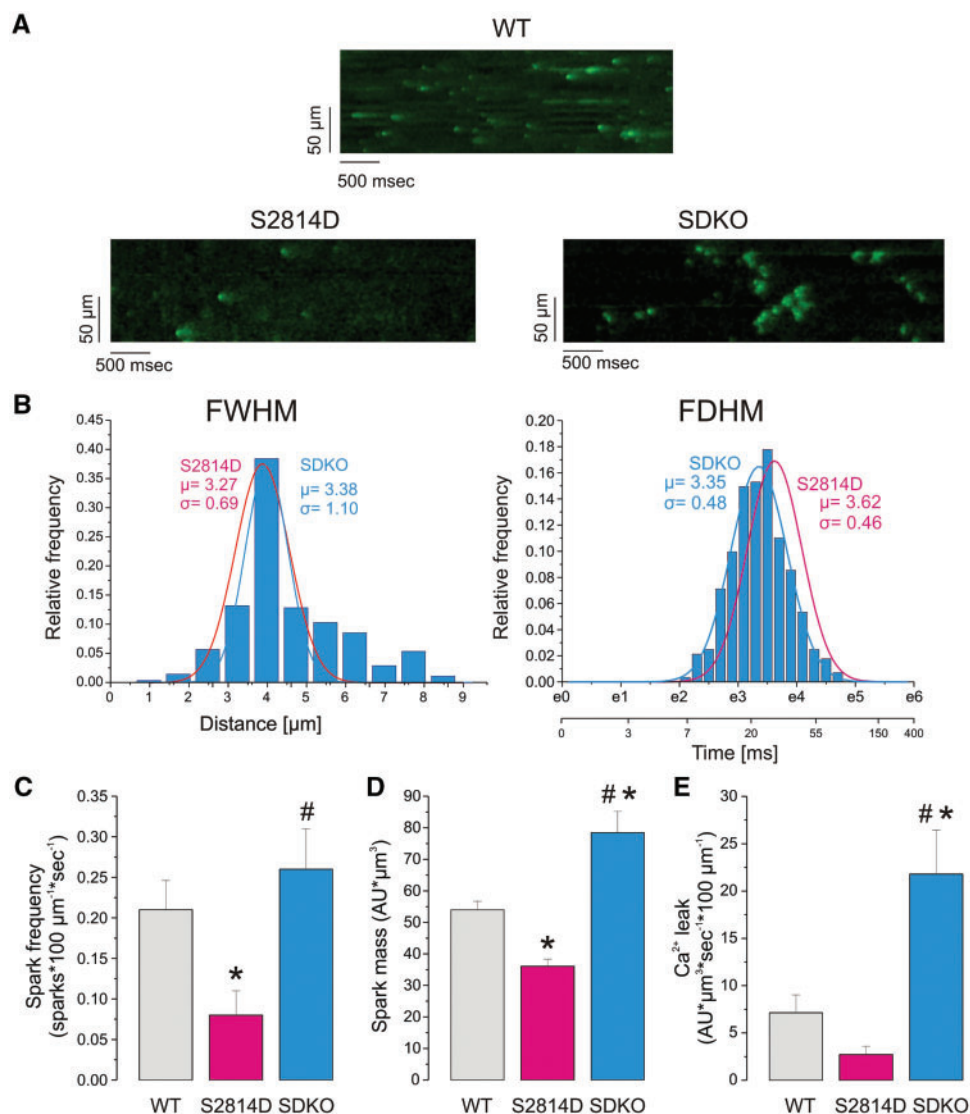 A
WT
50 µm
500 msec
S2814D
SDKO
50 µm
500 msec
50 µm
500 msec
B
FWHM
FDHM
Relative frequency
0.45
0.40
0.35
0.30
0.25
0.20
0.15
0.10
0.05
0.00
S2814D
µ= 3.27
σ= 0.69
SDKO
µ= 3.38
σ= 1.10
0 1 2 3 4 5 6 7 8 9
Distance [µm]
Relative frequency
0.20
0.18
0.16
0.14
0.12
0.10
0.08
0.06
0.04
0.02
0.00
SDKO
µ= 3.35
σ= 0.48
S2814D
µ= 3.62
σ= 0.46
e0 e1 e2 e3 e4 e5 e6
0 3 7 20 55 150 400
Time [ms]
C
Spark frequency
(sparks*100 µm⁻¹*sec⁻¹)
0.35
0.30
0.25
0.20
0.15
0.10
0.05
0.00
*
#
WT S2814D SDKO
D
Spark mass (AU*µm³)
90
80
70
60
50
40
30
20
10
0
*
# *
WT S2814D SDKO
E
Ca²⁺ leak
(AU*µm³*sec⁻¹*100 µm⁻¹)
30
25
20
15
10
5
0
# *
WT S2814D SDKO